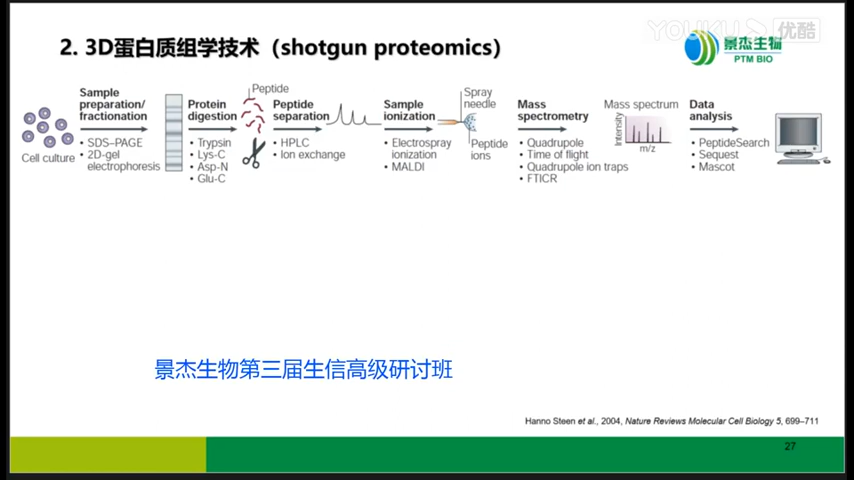 2. 3D蛋白质组学技术（shotgun proteomics）
YOUKU 优酷
景杰生物
PTM BIO
Cell culture
Sample
preparation/
fractionation
• SDS–PAGE
• 2D-gel
electrophoresis
Protein
digestion
• Trypsin
• Lys-C
• Asp-N
• Glu-C
Peptide
Peptide
separation
• HPLC
• Ion exchange
Sample
ionization
• Electrospray
ionization
• MALDI
Spray
needle
Peptide
ions
Mass
spectrometry
• Quadrupole
• Time of flight
• Quadrupole ion traps
• FTICR
Mass spectrum
Intensity
m/z
Data
analysis
• PeptideSearch
• Sequest
• Mascot
景杰生物第三届生信高级研讨班
Hanno Steen et al., 2004, Nature Reviews Molecular Cell Biology 5, 699–711
27